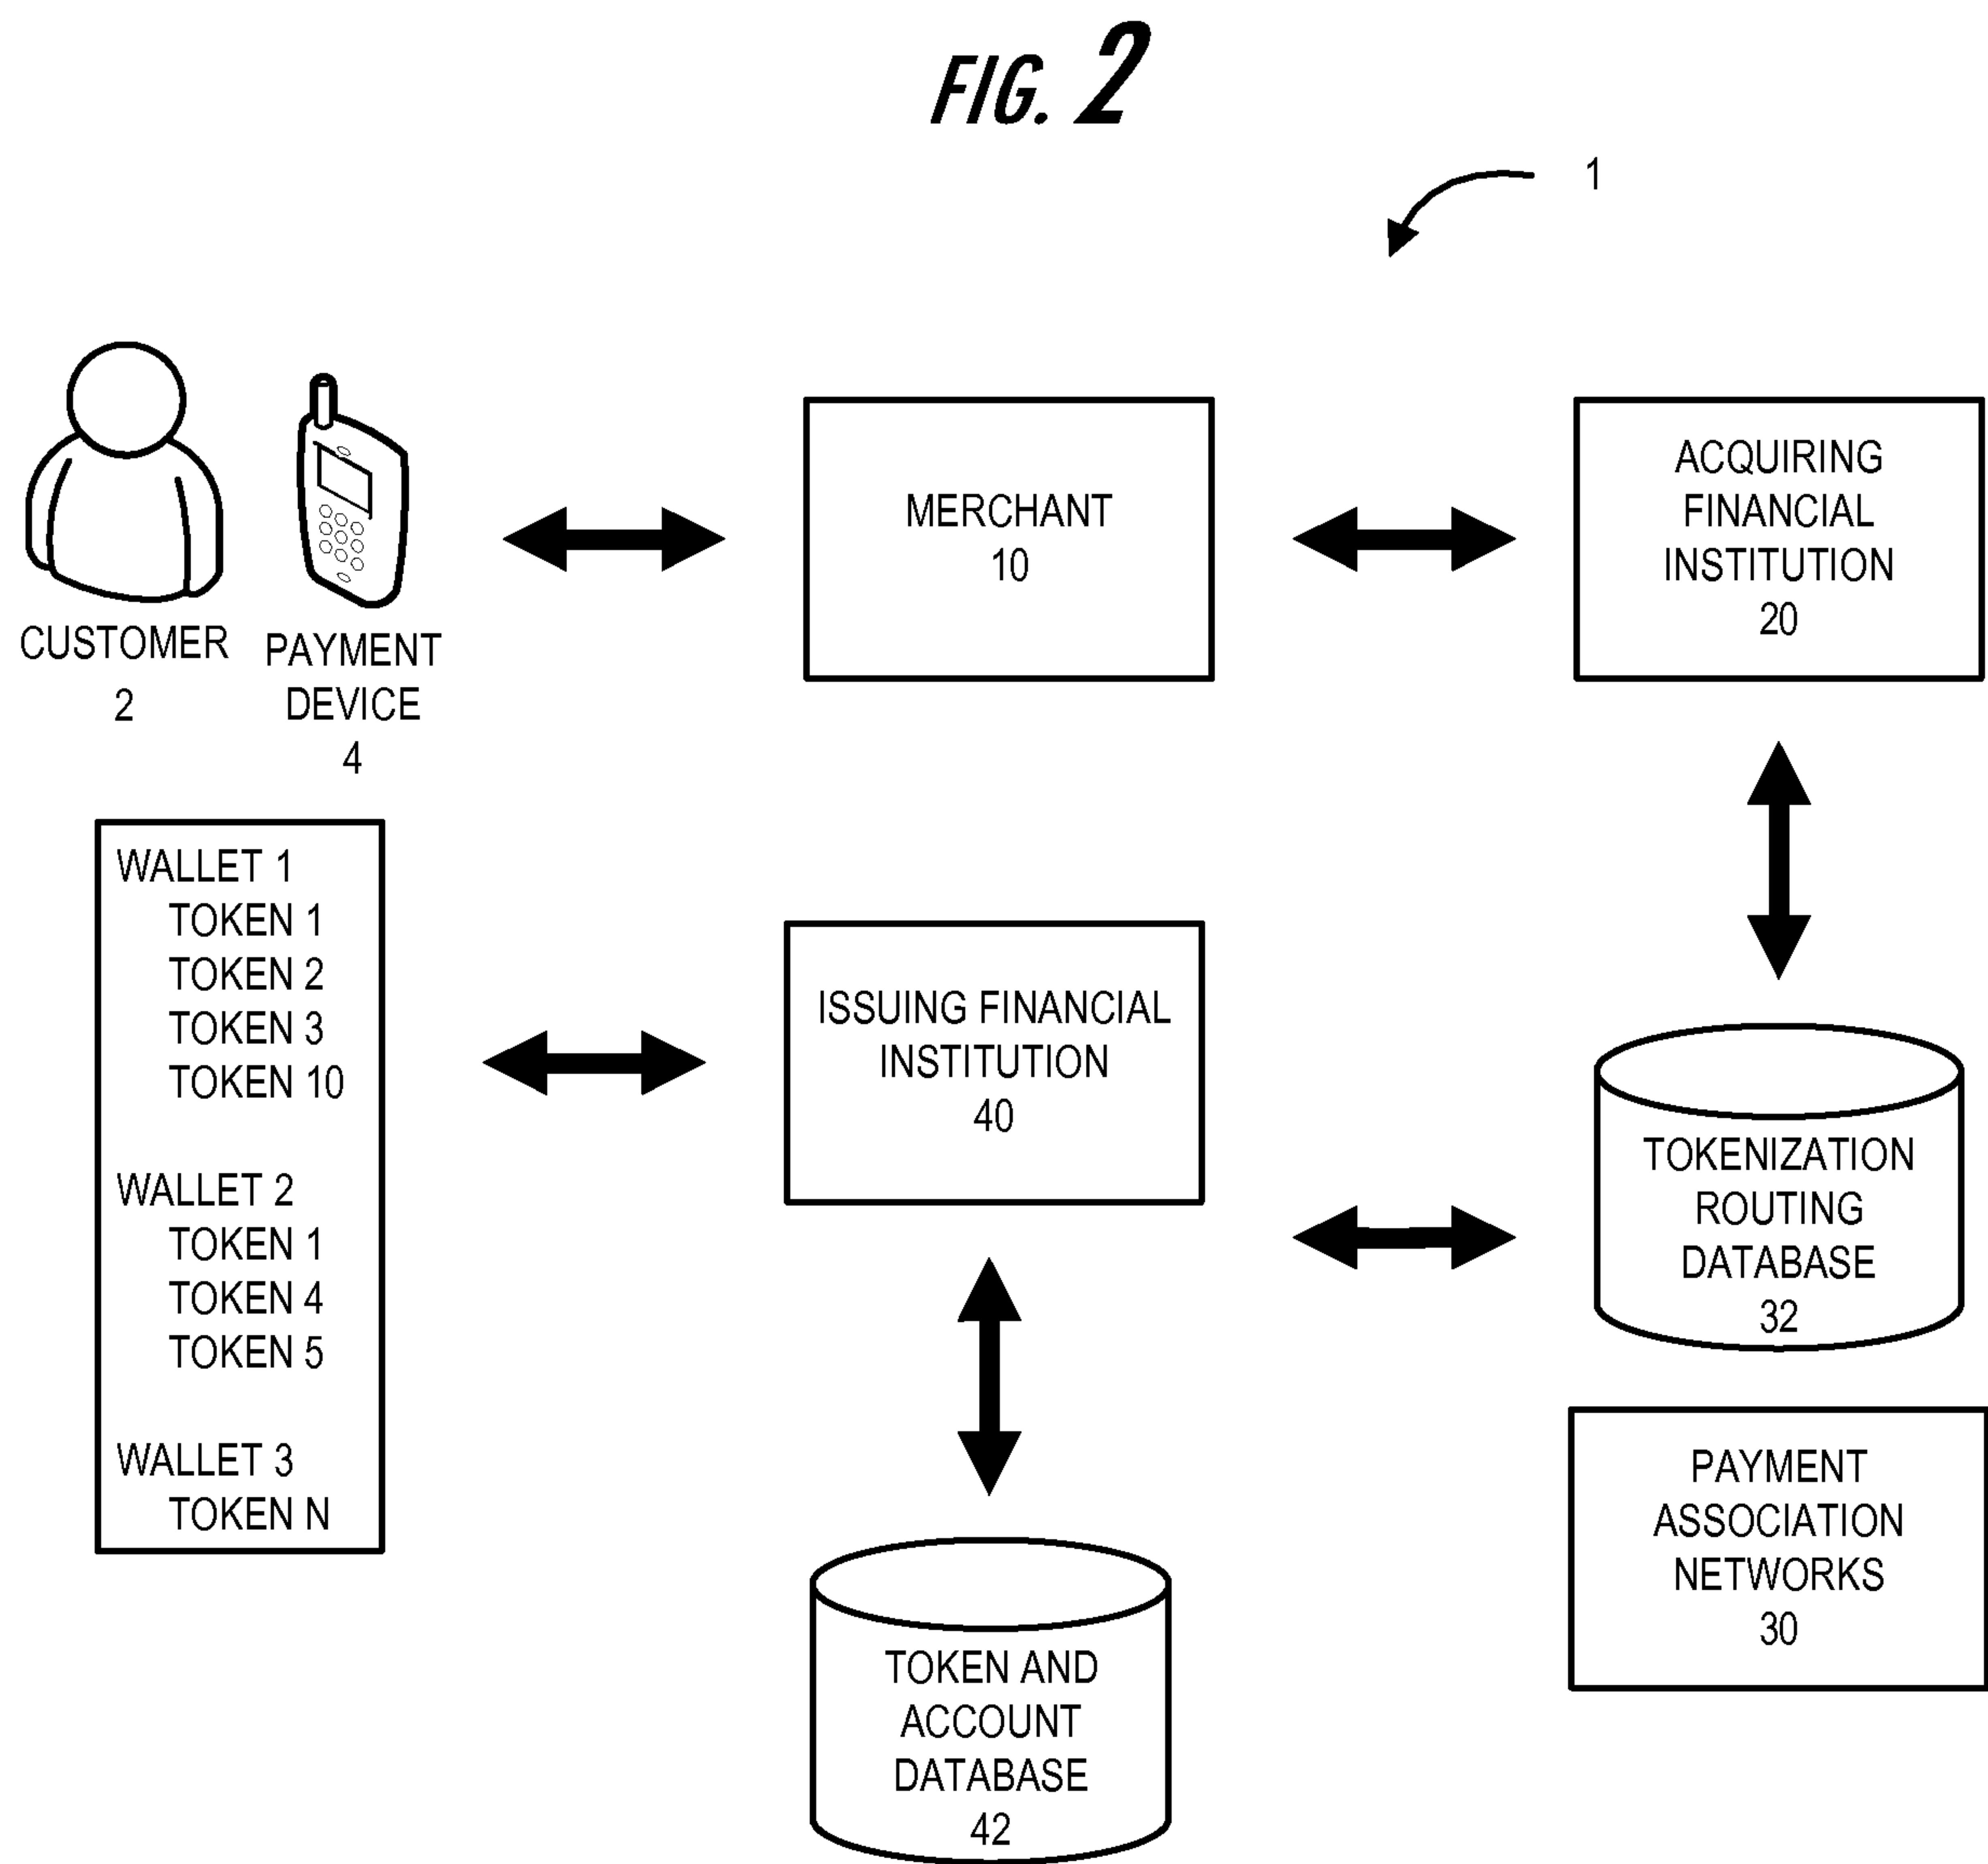 FIG. 2
1
CUSTOMER
2
PAYMENT
DEVICE
4
MERCHANT
10
ACQUIRING
FINANCIAL
INSTITUTION
20
WALLET 1
TOKEN 1
TOKEN 2
TOKEN 3
TOKEN 10
WALLET 2
TOKEN 1
TOKEN 4
TOKEN 5
WALLET 3
TOKEN N
ISSUING FINANCIAL
INSTITUTION
40
TOKENIZATION
ROUTING
DATABASE
32
PAYMENT
ASSOCIATION
NETWORKS
30
TOKEN AND
ACCOUNT
DATABASE
42